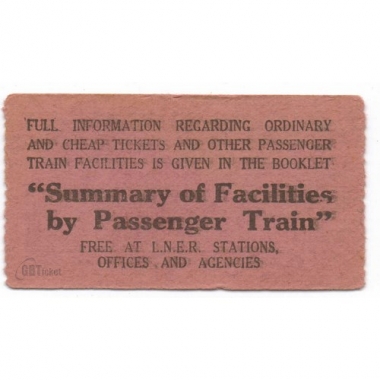 FULL INFORMATION REGARDING ORDINARY
AND CHEAP TICKETS AND OTHER PASSENGER
TRAIN FACILITIES IS GIVEN IN THE BOOKLET
"Summary of Facilities
by Passenger Train"
FREE AT L.N.E.R. STATIONS,
OFFICES AND AGENCIES
GBTicket